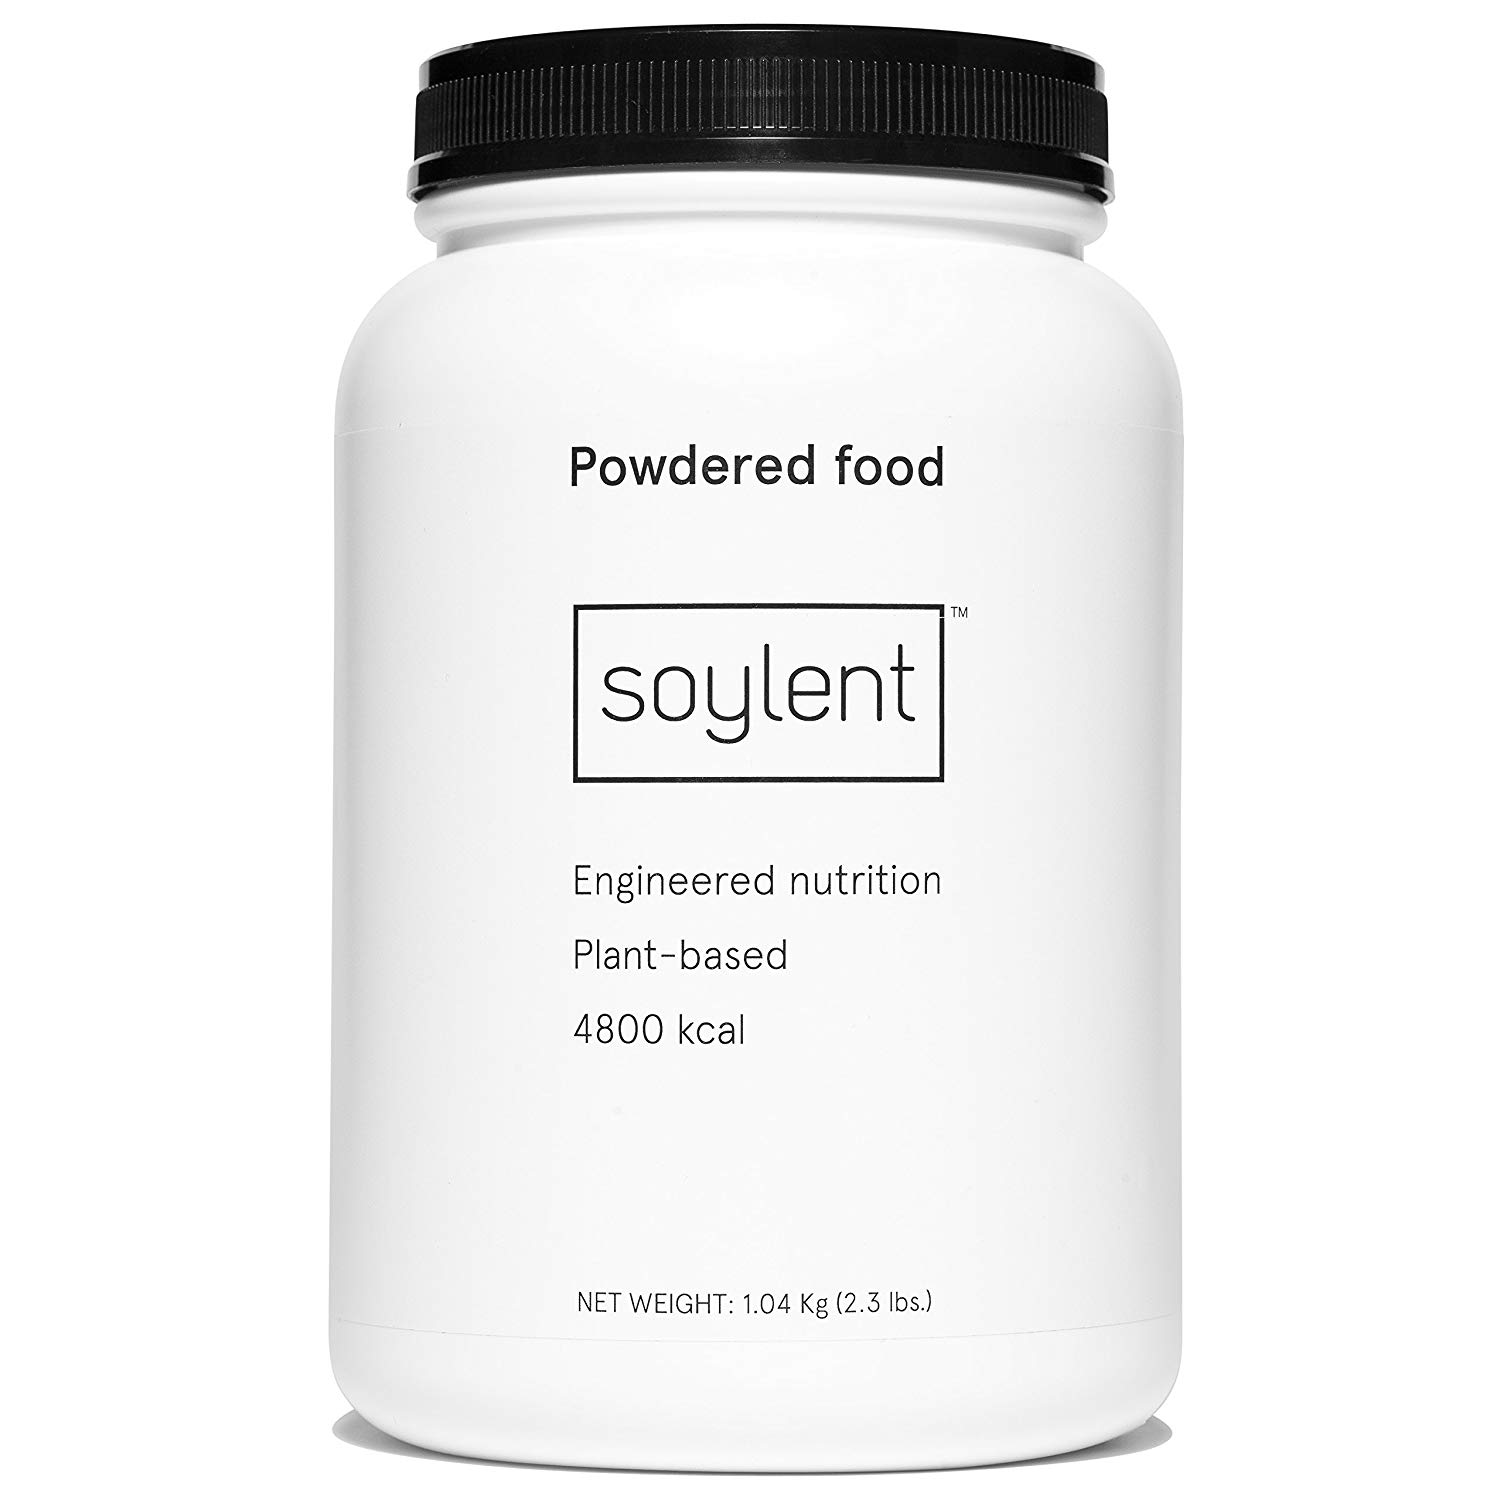 Powdered food
soylent™
Engineered nutrition
Plant-based
4800 kcal
NET WEIGHT: 1.04 Kg (2.3 lbs.)